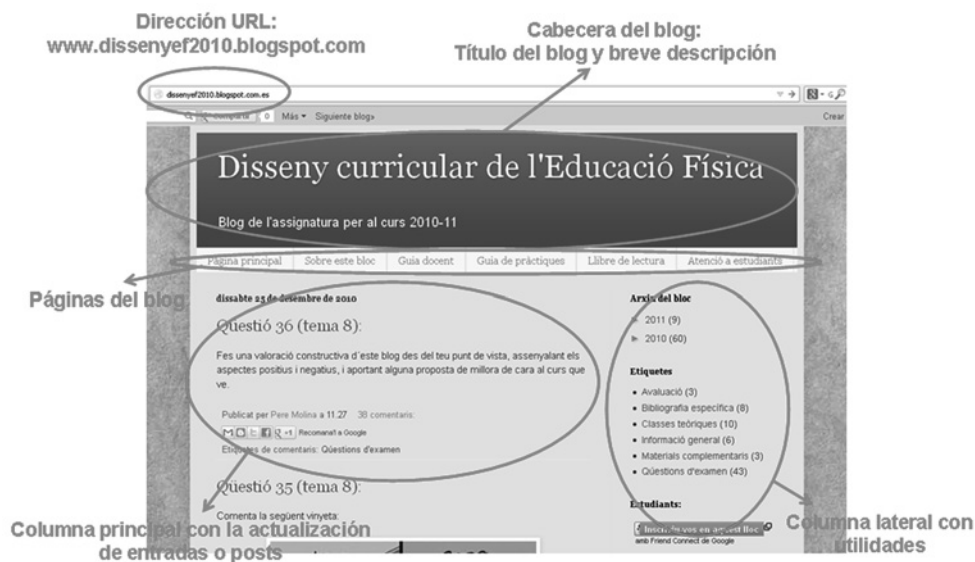 Dirección URL:
www.dissenyef2010.blogspot.com
Cabecera del blog:
Título del blog y breve descripción
dissenyef2010.blogspot.com.es
Compartir 0 Más Siguiente blog» Crear
Disseny curricular de l'Educació Física
Blog de l'assignatura per al curs 2010-11
Pàgina principal Sobre este bloc Guia docent Guia de pràctiques Llibre de lectura Atenció a estudiants
Páginas del blog
dissabte 25 de desembre de 2010
Qüestió 36 (tema 8):
Fes una valoració constructiva d´este blog des del teu punt de vista, assenyalant els
aspectes positius i negatius, i aportant alguna proposta de millora de cara al curs que
ve.
Publicat per Pere Molina a 11.27 38 comentaris:
+1 Recomana'l a Google
Etiquetes de comentaris: Qüestions d'examen
Qüestió 35 (tema 8):
Comenta la següent vinyeta:
Arxiu del bloc
► 2011 (9)
► 2010 (60)
Etiquetes
Avaluació (3)
Bibliografia específica (8)
Classes teòriques (10)
Informació general (6)
Materials complementaris (3)
Qüestions d'examen (43)
Estudiants:
Inscriviu-vos en aquest lloc
amb Friend Connect de Google
Columna principal con la actualización
de entradas o posts
Columna lateral con
utilidades